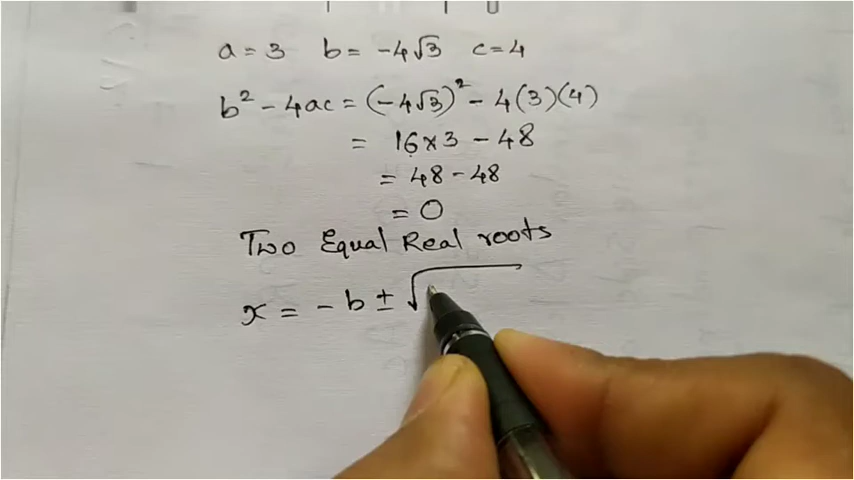 a = 3 b = -4√3 c = 4
b² - 4ac = (-4√3)² - 4(3)(4)
= 16×3 - 48
= 48 - 48
= 0
Two Equal Real roots
x = -b ± √